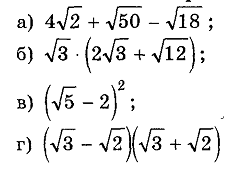 а) 4√2 + √50 − √18 ;
б) √3 · (2√3 + √12) ;
в) (√5 − 2)² ;
г) (√3 − √2)(√3 + √2)